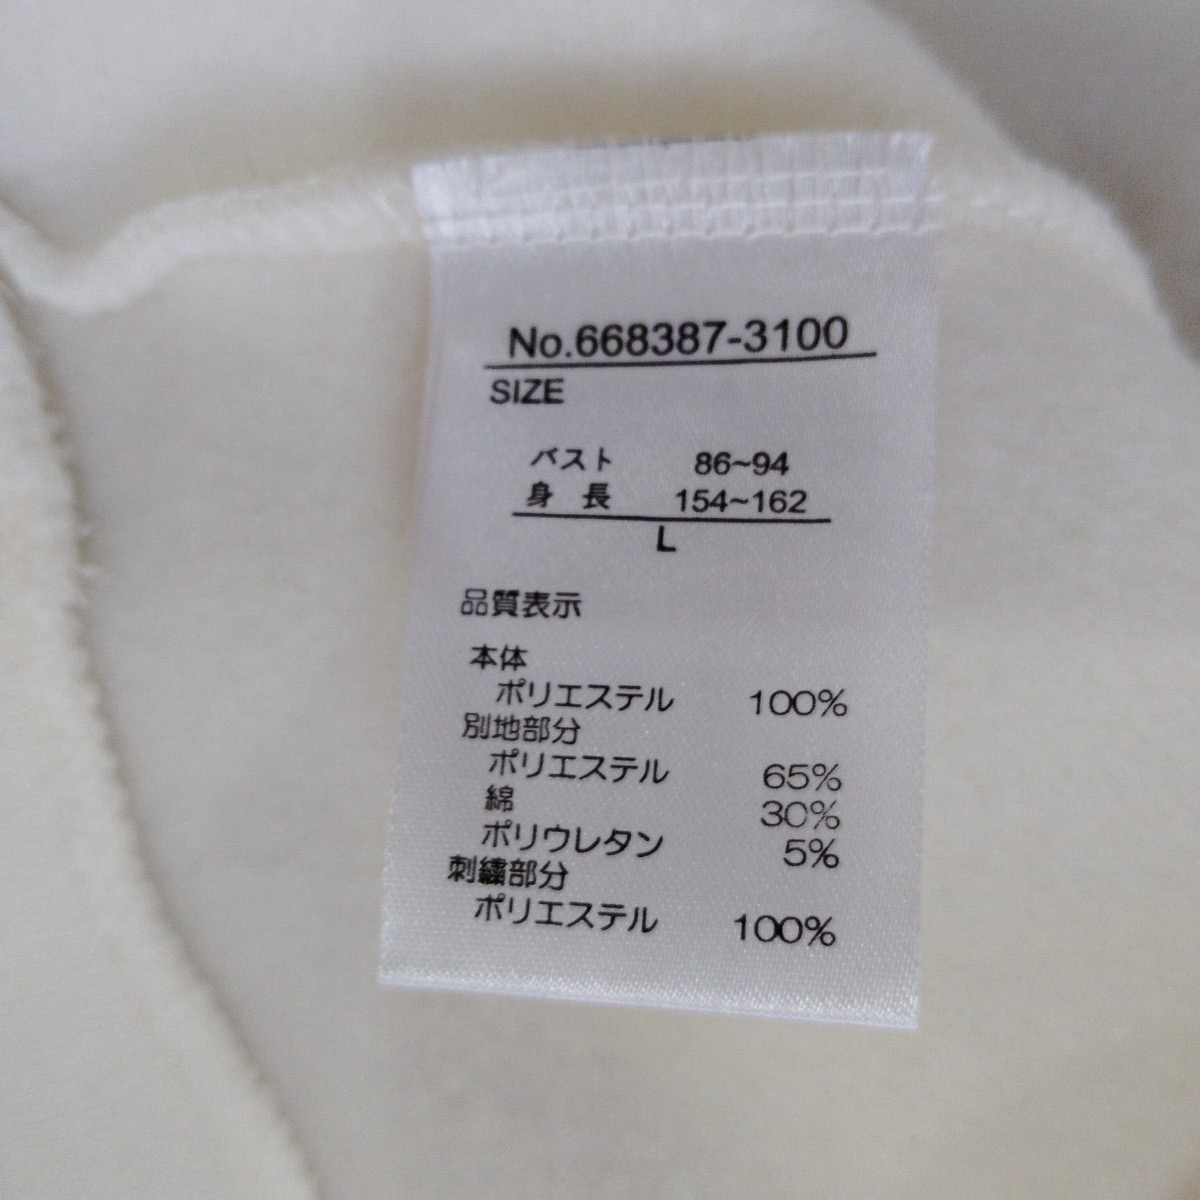 No.668387-3100
SIZE
バスト 86~94
身 長 154~162
L
品質表示
本体
ポリエステル 100%
別地部分
ポリエステル 65%
綿 30%
ポリウレタン 5%
刺繍部分
ポリエステル 100%